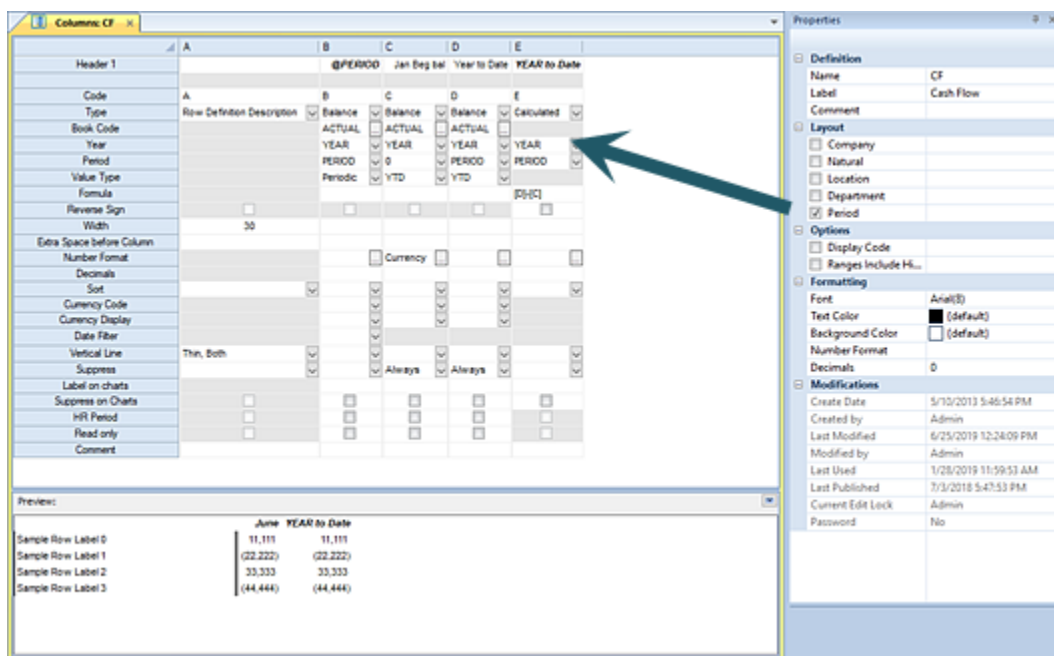 Columns: CF
A B C D E
Header 1 @PERIOD Jan Beg bal Year to Date YEAR to Date
Code A B C D E
Type Row Definition Description Balance Balance Balance Calculated
Book Code ACTUAL ACTUAL ACTUAL
Year YEAR YEAR YEAR YEAR
Period PERIOD 0 PERIOD PERIOD
Value Type Periodic YTD YTD
Formula [D]-[C]
Reverse Sign
Width 30
Extra Space before Column
Number Format Currency
Decimals
Sort
Currency Code
Currency Display
Date Filter
Vertical Line Thin, Both
Suppress Always Always
Label on charts
Suppress on Charts
HR Period
Read only
Comment
Preview:
June YEAR to Date
Sample Row Label 0 11,111 11,111
Sample Row Label 1 (22,222) (22,222)
Sample Row Label 2 33,333 33,333
Sample Row Label 3 (44,444) (44,444)
Properties
Definition
Name CF
Label Cash Flow
Comment
Layout
Company
Natural
Location
Department
Period
Options
Display Code
Ranges Include Hi...
Formatting
Font Arial(8)
Text Color (default)
Background Color (default)
Number Format
Decimals 0
Modifications
Create Date 5/10/2013 5:46:54 PM
Created by Admin
Last Modified 6/25/2019 12:24:09 PM
Modified by Admin
Last Used 1/28/2019 11:59:53 AM
Last Published 7/3/2018 5:47:53 PM
Current Edit Lock Admin
Password No